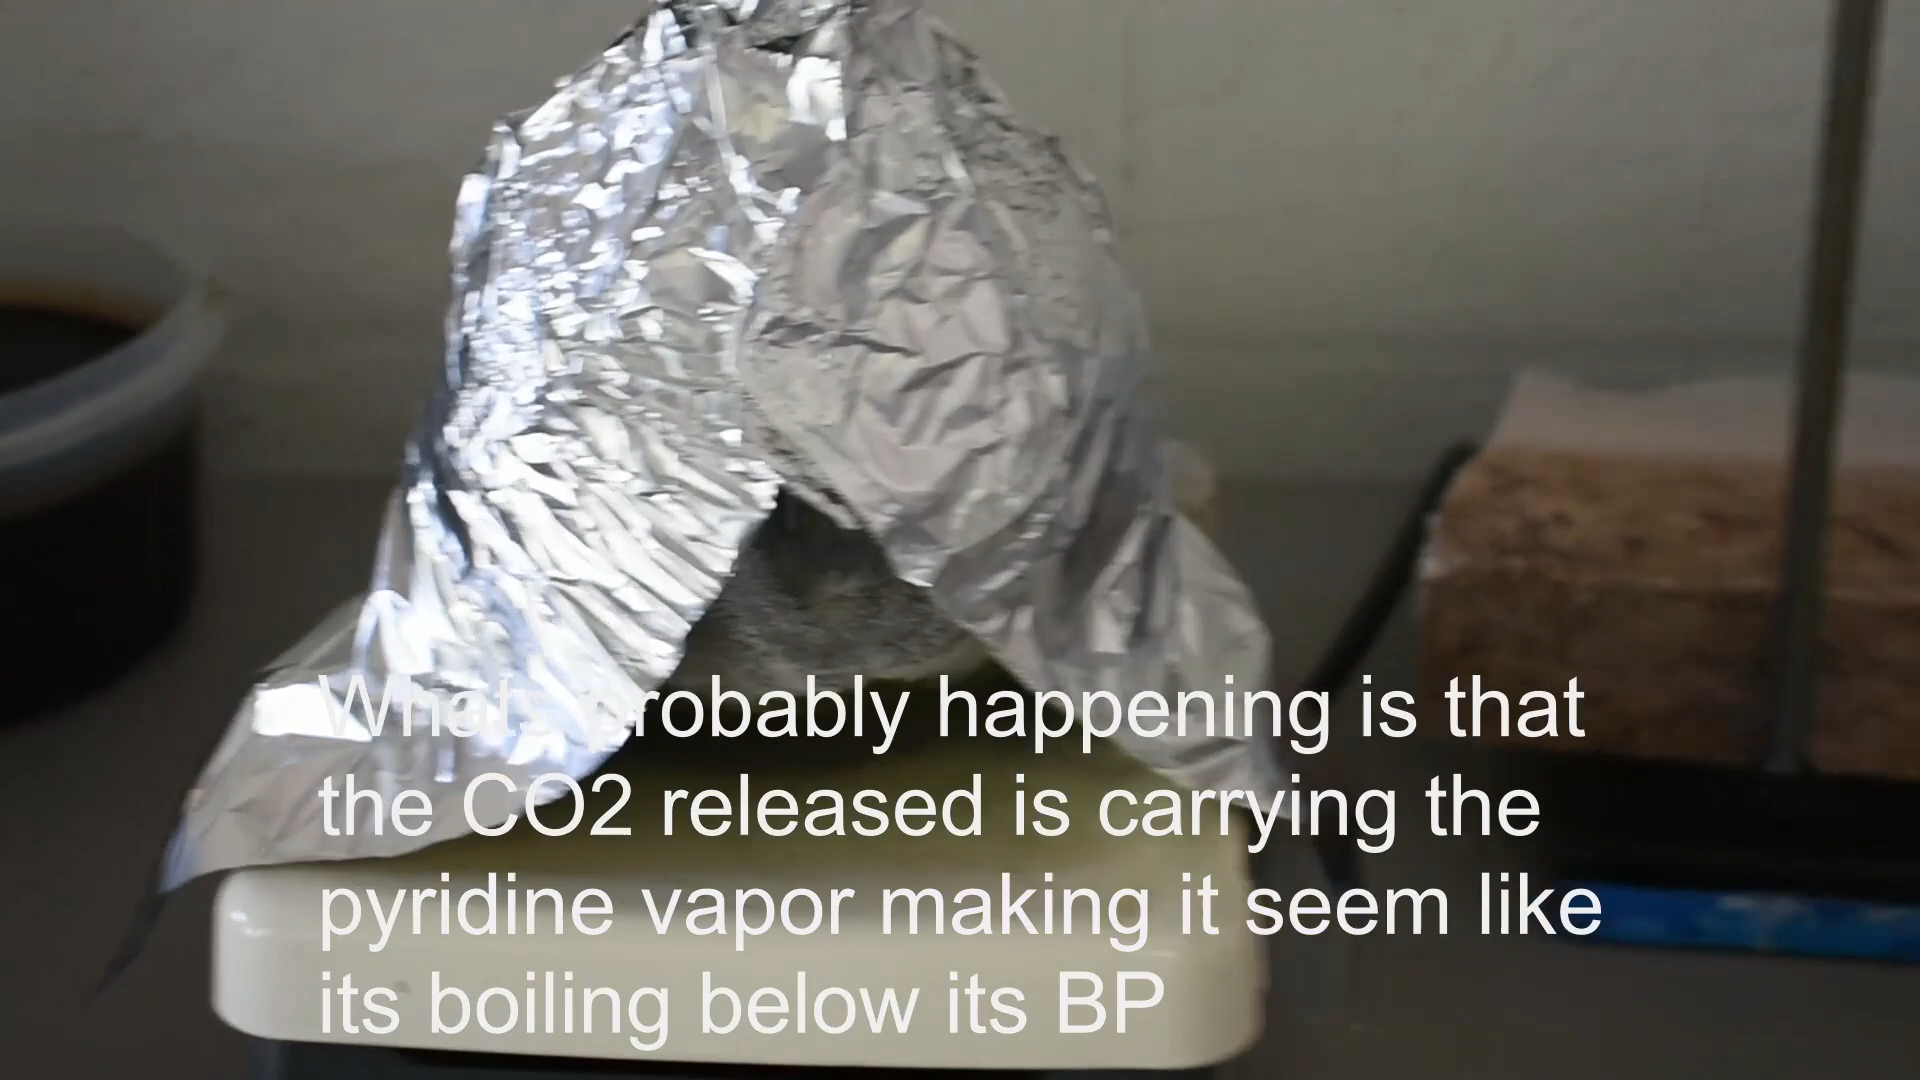 Whats probably happening is that
the CO2 released is carrying the
pyridine vapor making it seem like
its boiling below its BP